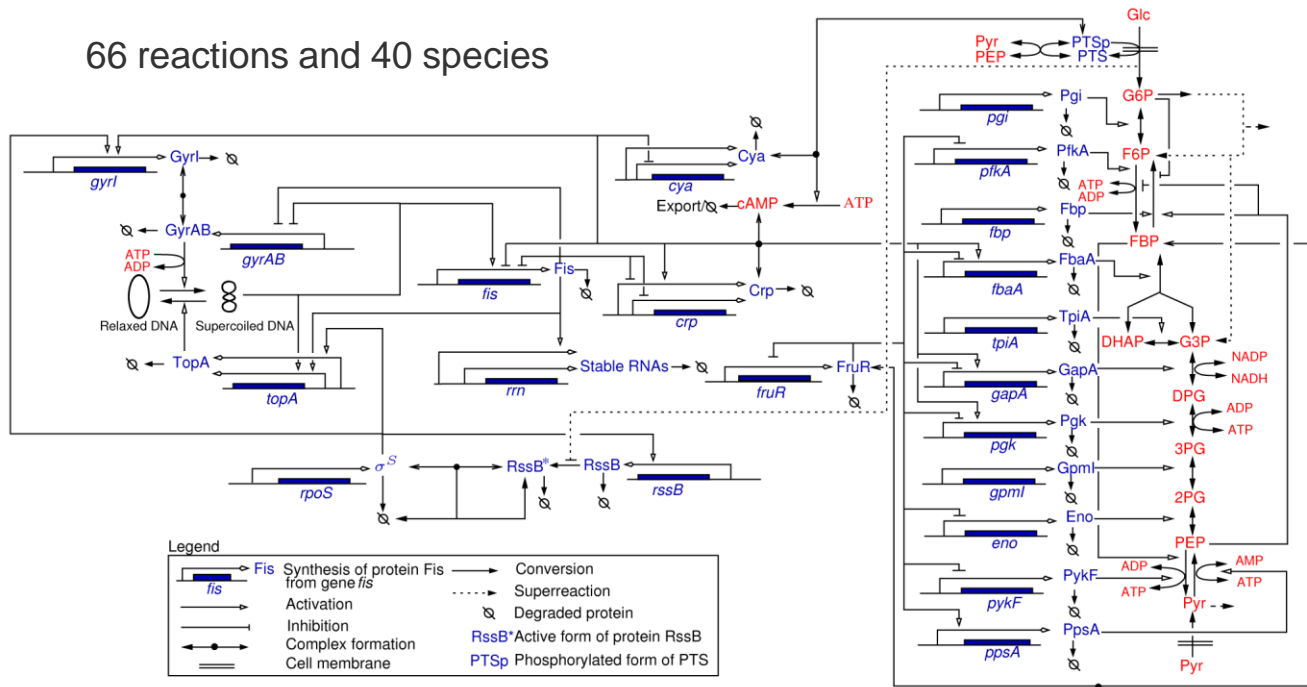 66 reactions and 40 species
Glc
Pyr
PEP
PTSp
PTS
Pgi
G6P
pgi
Ø
GyrI
Ø
gyrI
Ø
Cya
cya
PfkA
F6P
pfkA
Ø
ATP
ADP
Export/Ø
cAMP
ATP
Fbp
fbp
Ø
FBP
Ø
GyrAB
gyrAB
ATP
ADP
Fis
fis
Ø
Crp
Ø
crp
FbaA
fbaA
Ø
Relaxed DNA
Supercoiled DNA
TpiA
tpiA
Ø
DHAP
G3P
Ø
TopA
topA
Stable RNAs
Ø
rrn
FruR
fruR
Ø
GapA
gapA
Ø
NADP
NADH
DPG
Pgk
pgk
Ø
ADP
ATP
3PG
σS
rpoS
Ø
RssB*
Ø
RssB
Ø
rssB
GpmI
gpmI
Ø
2PG
Eno
eno
Ø
PEP
ADP
ATP
AMP
ATP
PykF
pykF
Ø
Pyr
PpsA
ppsA
Ø
Pyr
Legend
Fis
fis
Synthesis of protein Fis
from gene fis
Activation
Inhibition
Complex formation
Cell membrane
Conversion
Superreaction
Ø Degraded protein
RssB* Active form of protein RssB
PTSp Phosphorylated form of PTS